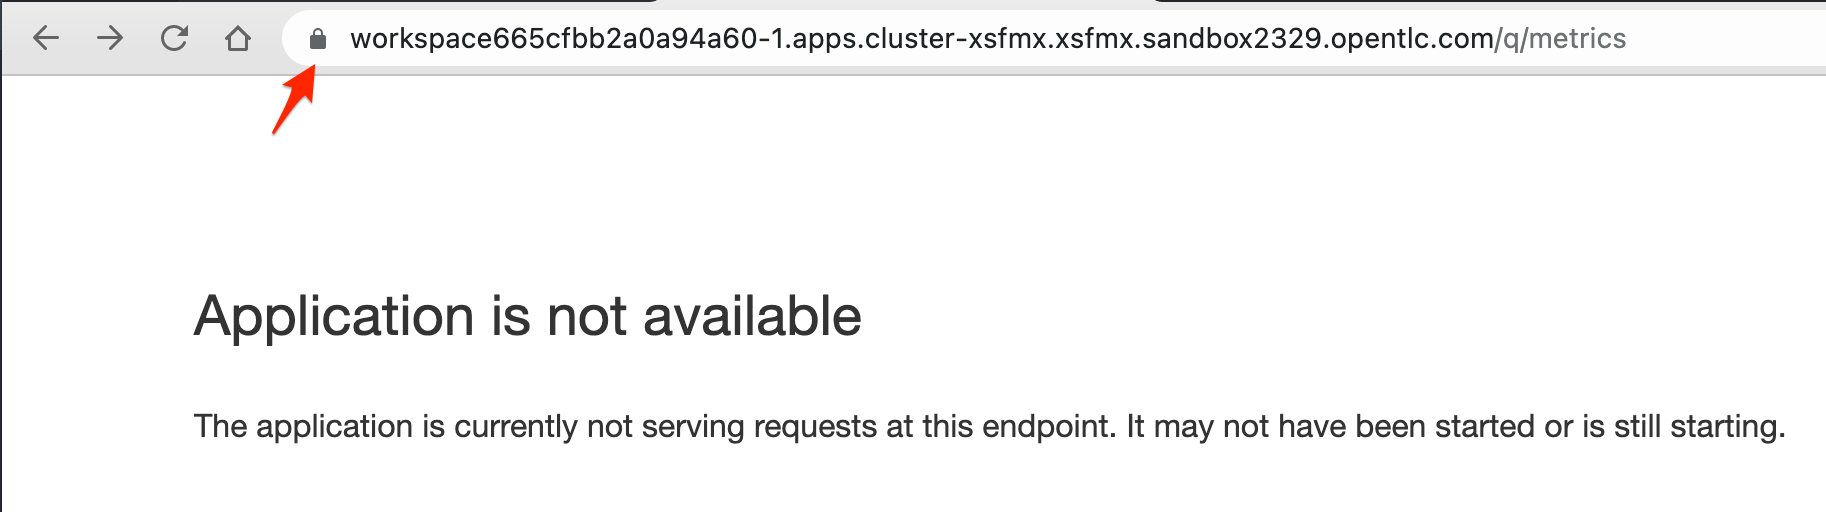 workspace665cfbb2a0a94a60-1.apps.cluster-xsfmx.xsfmx.sandbox2329.opentlc.com/q/metrics
Application is not available
The application is currently not serving requests at this endpoint. It may not have been started or is still starting.